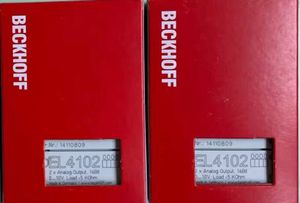 BECKHOFF
Nr.: 14110809
EL4102
2 x Analog Output, 16Bit
0...10V, Load >5 kOhm
BECKHOFF
Nr.: 14110809
EL4102
2 x Analog Output, 16Bit
0...10V, Load >5 kOhm